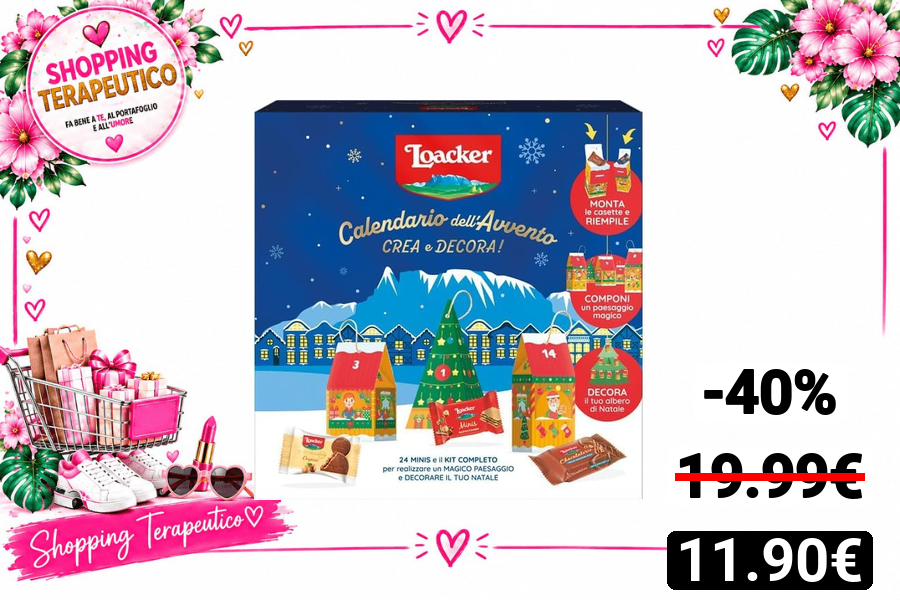 SHOPPING
TERAPEUTICO
FA BENE A TE, AL PORTAFOGLIO
E ALL'UMORE
Loacker
Calendario dell'Avvento
CREA e DECORA!
MONTA
le casette e
RIEMPILE
COMPONI
un paesaggio
magico
DECORA
il tuo albero
di Natale
3
1
14
Loacker
Loacker
Minis
24 MINIS e il KIT COMPLETO
per realizzare un MAGICO PAESAGGIO
e DECORARE IL TUO NATALE
-40%
19.99€
11.90€
Shopping Terapeutico